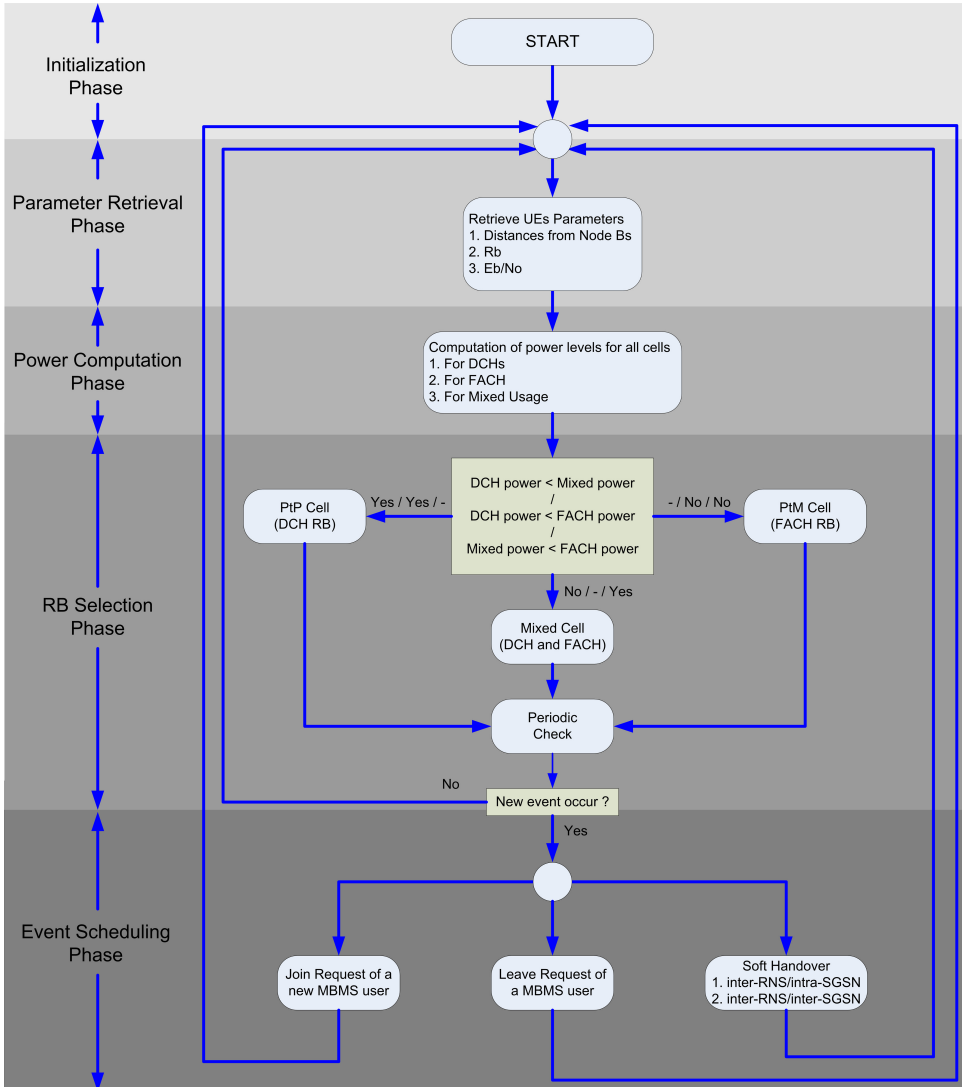 START
Initialization
Phase
Parameter Retrieval
Phase
Retrieve UEs Parameters
1. Distances from Node Bs
2. Rb
3. Eb/No
Power Computation
Phase
Computation of power levels for all cells
1. For DCHs
2. For FACH
3. For Mixed Usage
RB Selection
Phase
DCH power < Mixed power
/
DCH power < FACH power
/
Mixed power < FACH power
Yes / Yes / -
PtP Cell
(DCH RB)
- / No / No
PtM Cell
(FACH RB)
No / - / Yes
Mixed Cell
(DCH and FACH)
Periodic
Check
No
New event occur ?
Yes
Event Scheduling
Phase
Join Request of a
new MBMS user
Leave Request of
a MBMS user
Soft Handover
1. inter-RNS/intra-SGSN
2. inter-RNS/inter-SGSN